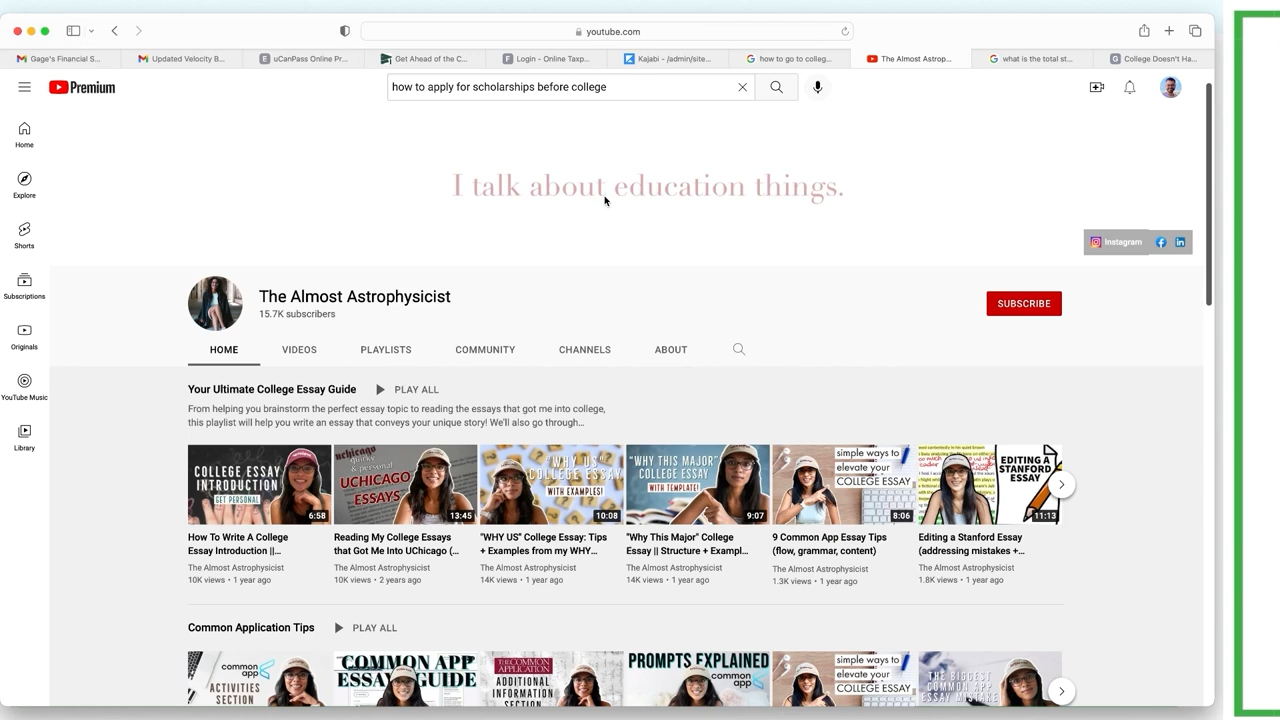 youtube.com
Gage's Financial S...
Updated Velocity B...
uCanPass Online Pr...
Get Ahead of the C...
Login - Online Taxp...
Kajabi - /admin/site...
how to go to colleg...
The Almost Astrop...
what is the total st...
College Doesn't Ha...
Premium
how to apply for scholarships before college
Home
Explore
Shorts
Subscriptions
Originals
YouTube Music
Library
I talk about education things.
Instagram
The Almost Astrophysicist
15.7K subscribers
SUBSCRIBE
HOME VIDEOS PLAYLISTS COMMUNITY CHANNELS ABOUT
Your Ultimate College Essay Guide
PLAY ALL
From helping you brainstorm the perfect essay topic to reading the essays that got me into college,
this playlist will help you write an essay that conveys your unique story! We'll also go through...
COLLEGE ESSAY
INTRODUCTION
GET PERSONAL
6:58
uchicago
quirky
& personal
UCHICAGO
ESSAYS
13:45
"WHY US"
COLLEGE ESSAY
WITH EXAMPLES!
10:08
"WHY THIS MAJOR"
COLLEGE ESSAY
WITH TEMPLATE!
9:07
simple ways to
elevate your
COLLEGE ESSAY
8:06
EDITING A
STANFORD
ESSAY
11:13
How To Write A College
Essay Introduction ||...
The Almost Astrophysicist
10K views • 1 year ago
Reading My College Essays
that Got Me Into UChicago (...
The Almost Astrophysicist
10K views • 2 years ago
"WHY US" College Essay: Tips
+ Examples from my WHY...
The Almost Astrophysicist
14K views • 1 year ago
"Why This Major" College
Essay || Structure + Exampl...
The Almost Astrophysicist
14K views • 1 year ago
9 Common App Essay Tips
(flow, grammar, content)
The Almost Astrophysicist
1.3K views • 1 year ago
Editing a Stanford Essay
(addressing mistakes +...
The Almost Astrophysicist
1.8K views • 1 year ago
Common Application Tips
PLAY ALL
common
app
ACTIVITIES
SECTION
COMMON APP
ESSAY GUIDE
THE COMMON
APPLICATION
ADDITIONAL
INFORMATION
SECTION
PROMPTS EXPLAINED
common
app
simple ways to
elevate your
COLLEGE ESSAY
THE BIGGEST
COMMON APP
ESSAY MISTAKE